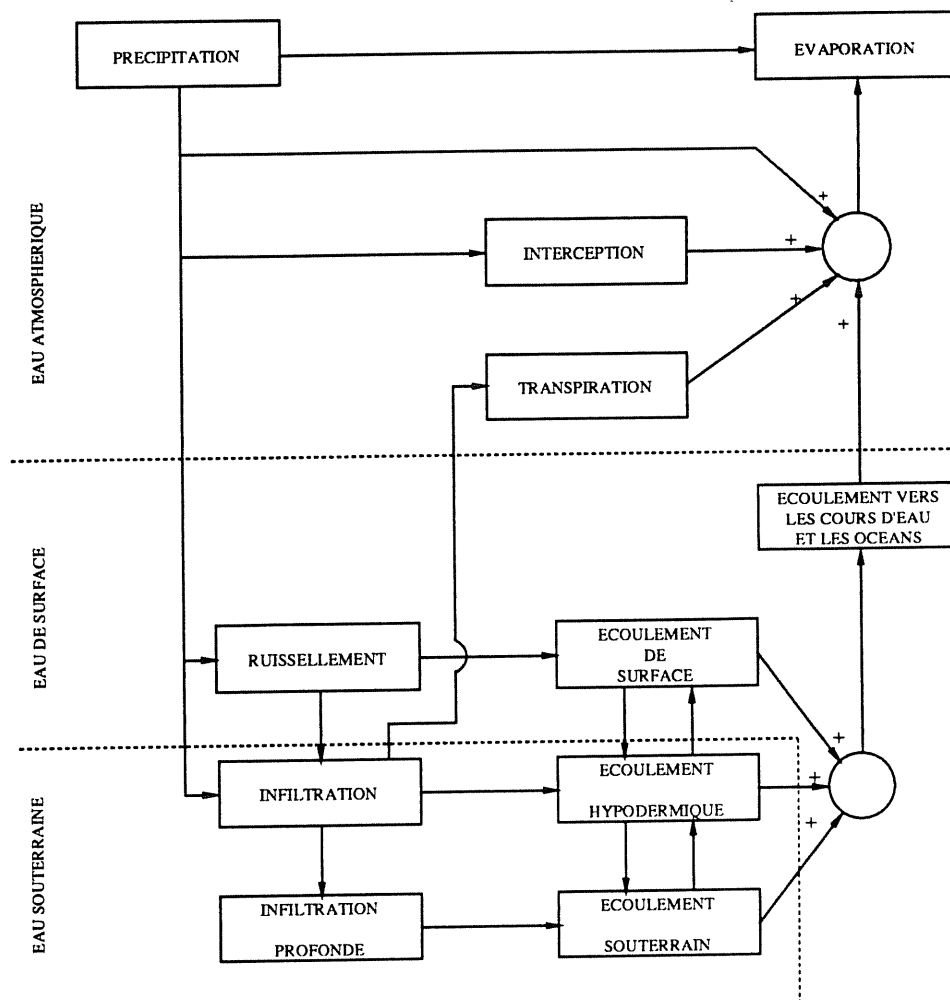 PRECIPITATION
EVAPORATION
+
INTERCEPTION
+
EAU ATMOSPHERIQUE
+
+
TRANSPIRATION
ECOULEMENT VERS
LES COURS D'EAU
ET LES OCEANS
EAU DE SURFACE
RUISSELLEMENT
ECOULEMENT
DE
SURFACE
+
EAU SOUTERRAINE
INFILTRATION
ECOULEMENT
HYPODERMIQUE
+
+
INFILTRATION
PROFONDE
ECOULEMENT
SOUTERRAIN